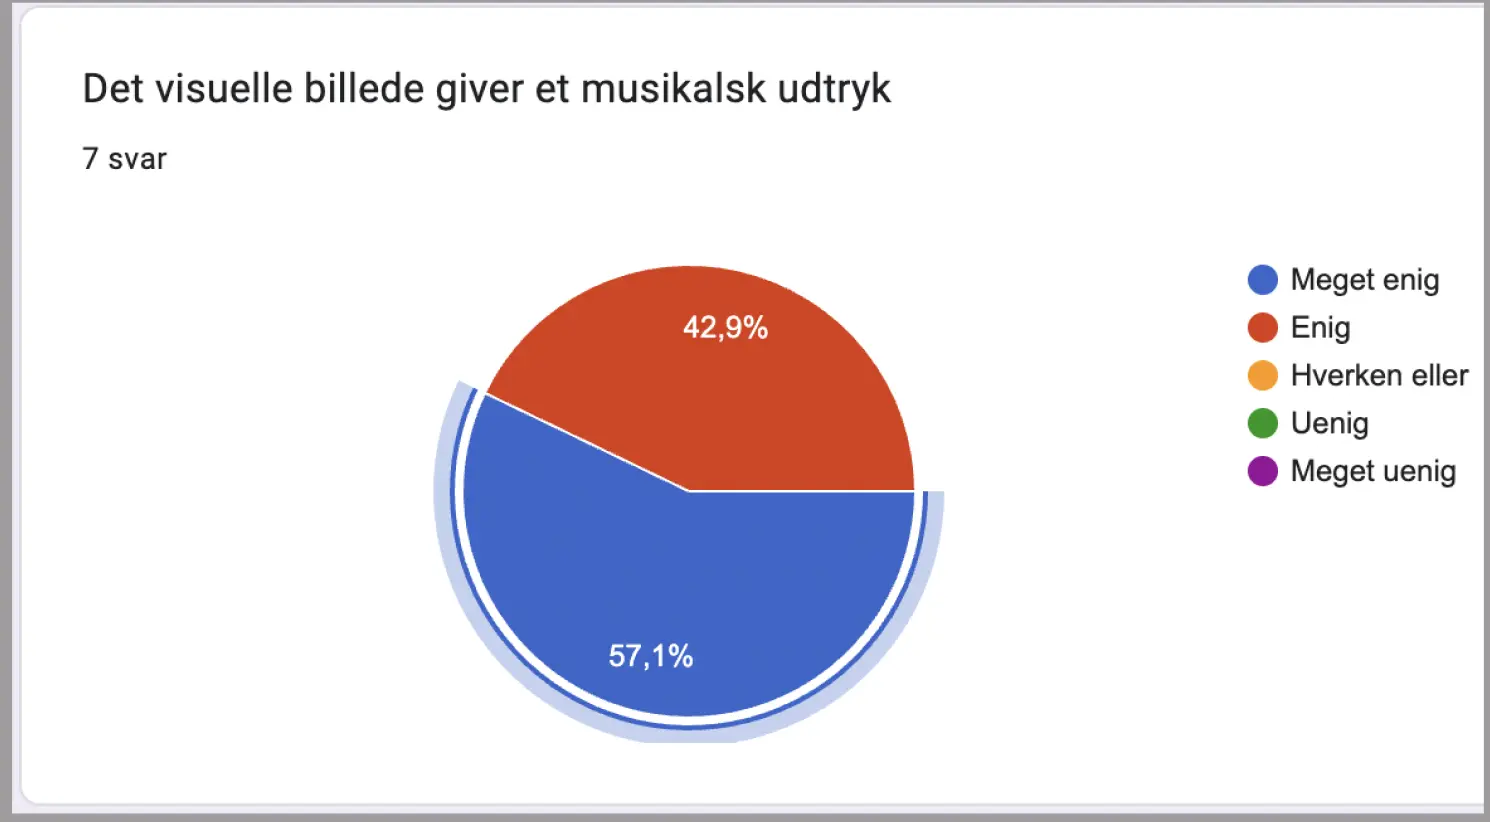 Det visuelle billede giver et musikalsk udtryk
7 svar
42,9%
57,1%
Meget enig
Enig
Hverken eller
Uenig
Meget uenig